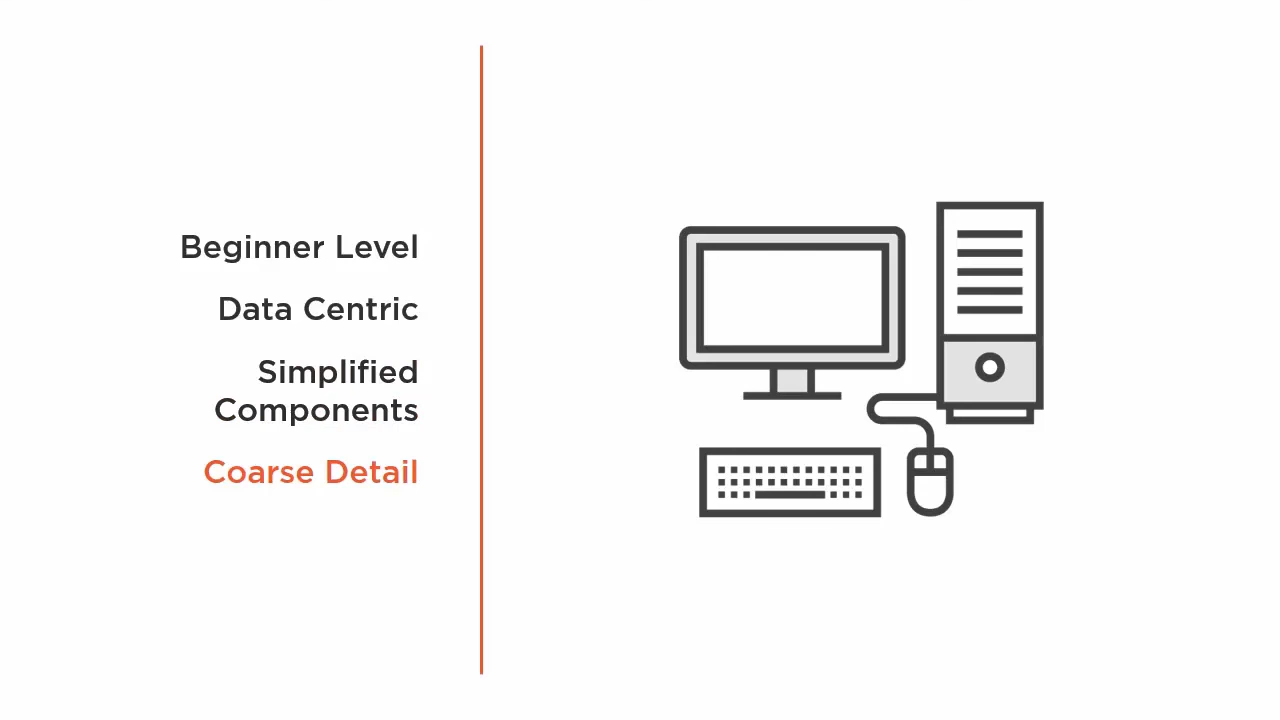 Beginner Level
Data Centric
Simplified
Components
Coarse Detail